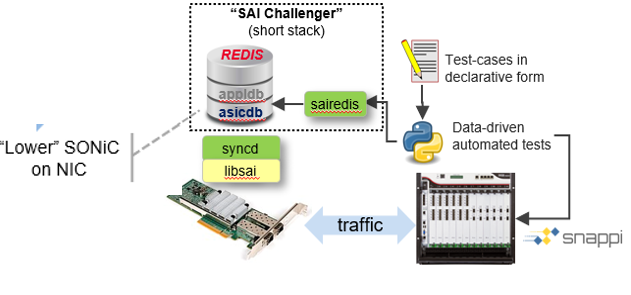 “SAI Challenger”
(short stack)
REDIS
appldb
asicdb
sairedis
Test-cases in
declarative form
Data-driven
automated tests
“Lower” SONiC
on NIC
syncd
libsai
traffic
snappi